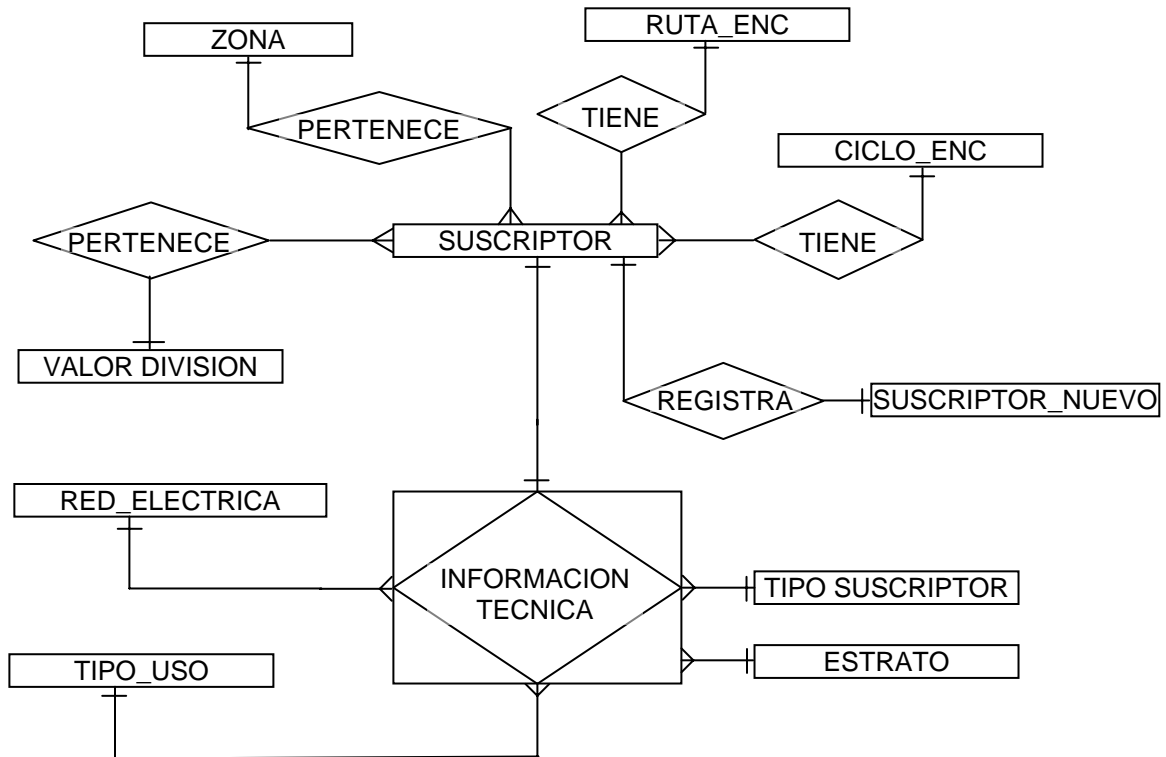 ZONA
RUTA_ENC
PERTENECE
TIENE
CICLO_ENC
PERTENECE
SUSCRIPTOR
TIENE
VALOR DIVISION
REGISTRA
SUSCRIPTOR_NUEVO
RED_ELECTRICA
INFORMACION
TECNICA
TIPO SUSCRIPTOR
TIPO_USO
ESTRATO